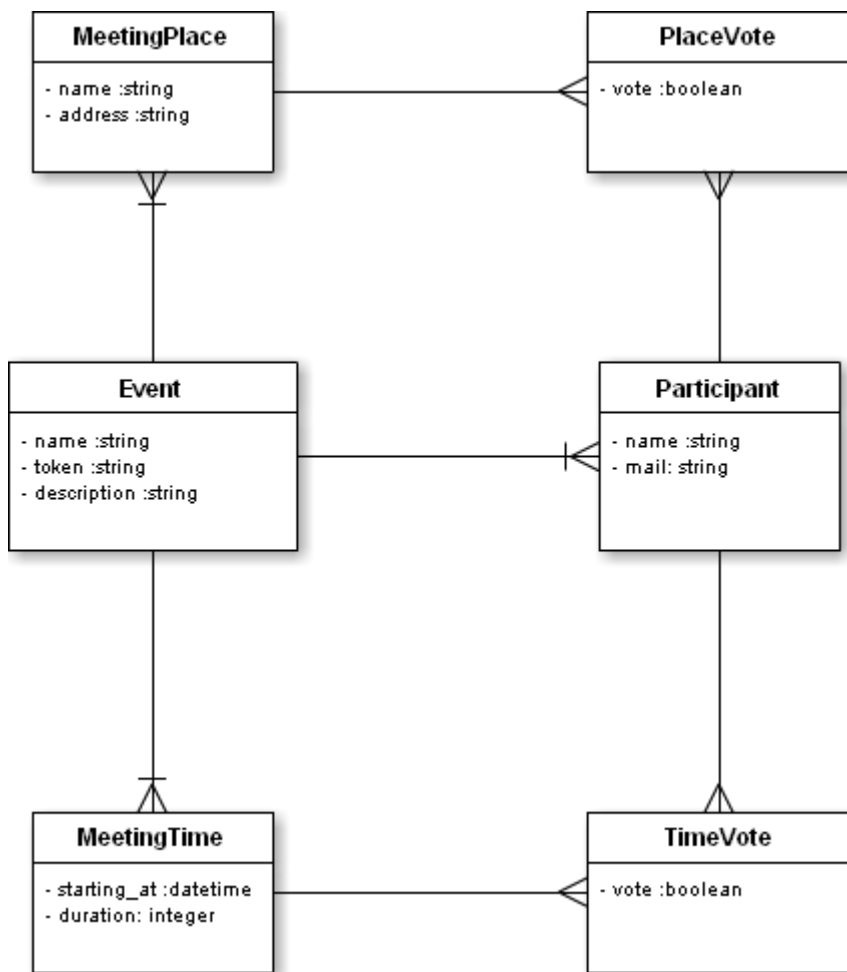 MeetingPlace
- name :string
- address :string
PlaceVote
- vote :boolean
Event
- name :string
- token :string
- description :string
Participant
- name :string
- mail: string
MeetingTime
- starting_at :datetime
- duration: integer
TimeVote
- vote :boolean